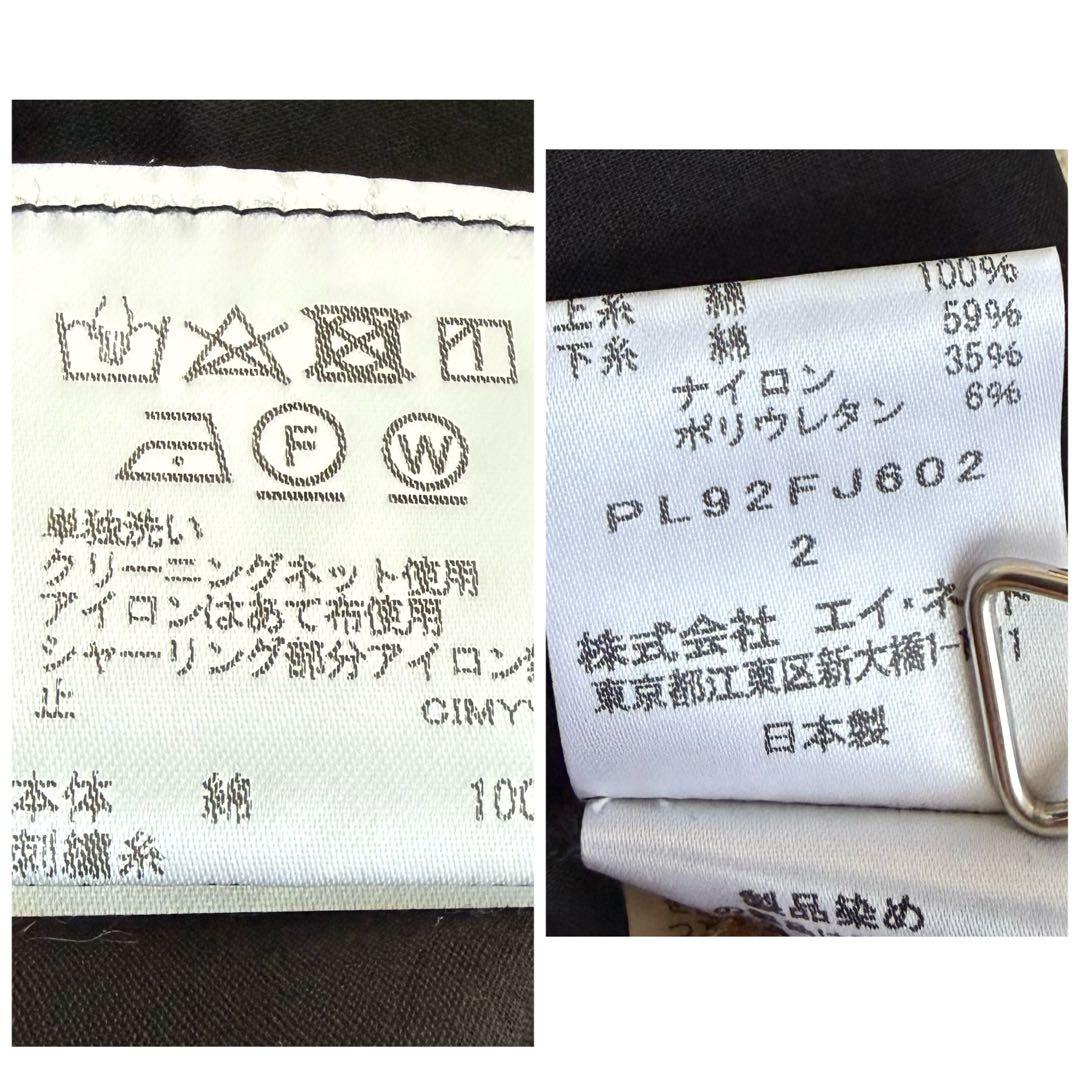 F W
単独洗い
クリーニングネット使用
アイロンはあて布使用
シャーリング部分アイロン
止
CIMY
本体 綿 100
刺繍糸
上糸 綿 100%
下糸 綿 59%
ナイロン 35%
ポリウレタン 6%
PL92FJ602
2
株式会社 エイ・ネット
東京都江東区新大橋1-1
日本製
製品染め